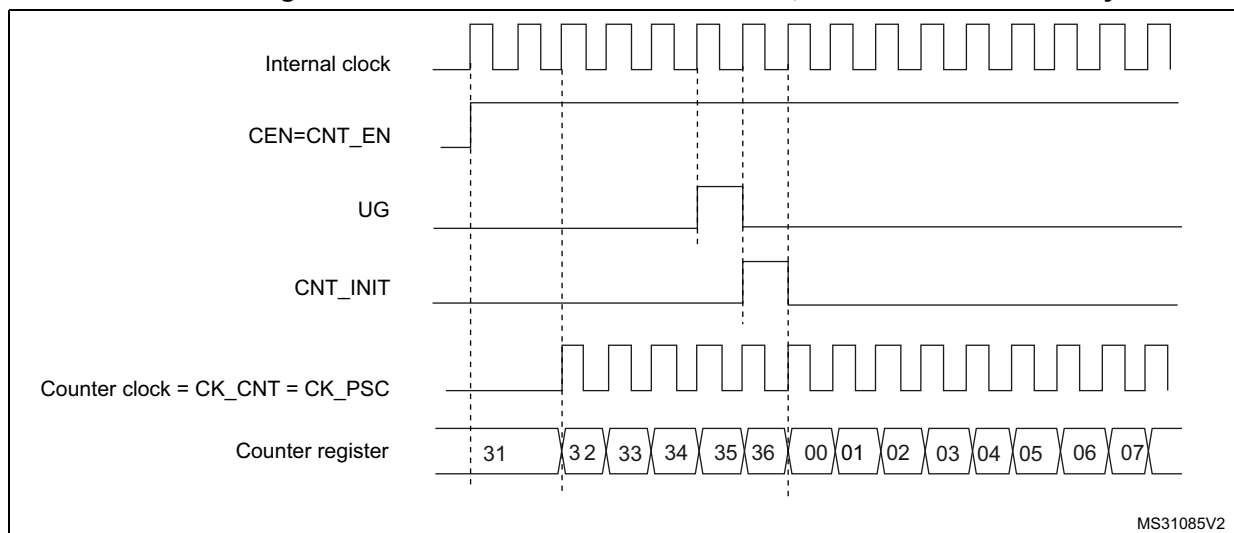 Internal clock
CEN=CNT_EN
UG
CNT_INIT
Counter clock = CK_CNT = CK_PSC
Counter register 31 32 33 34 35 36 00 01 02 03 04 05 06 07
MS31085V2